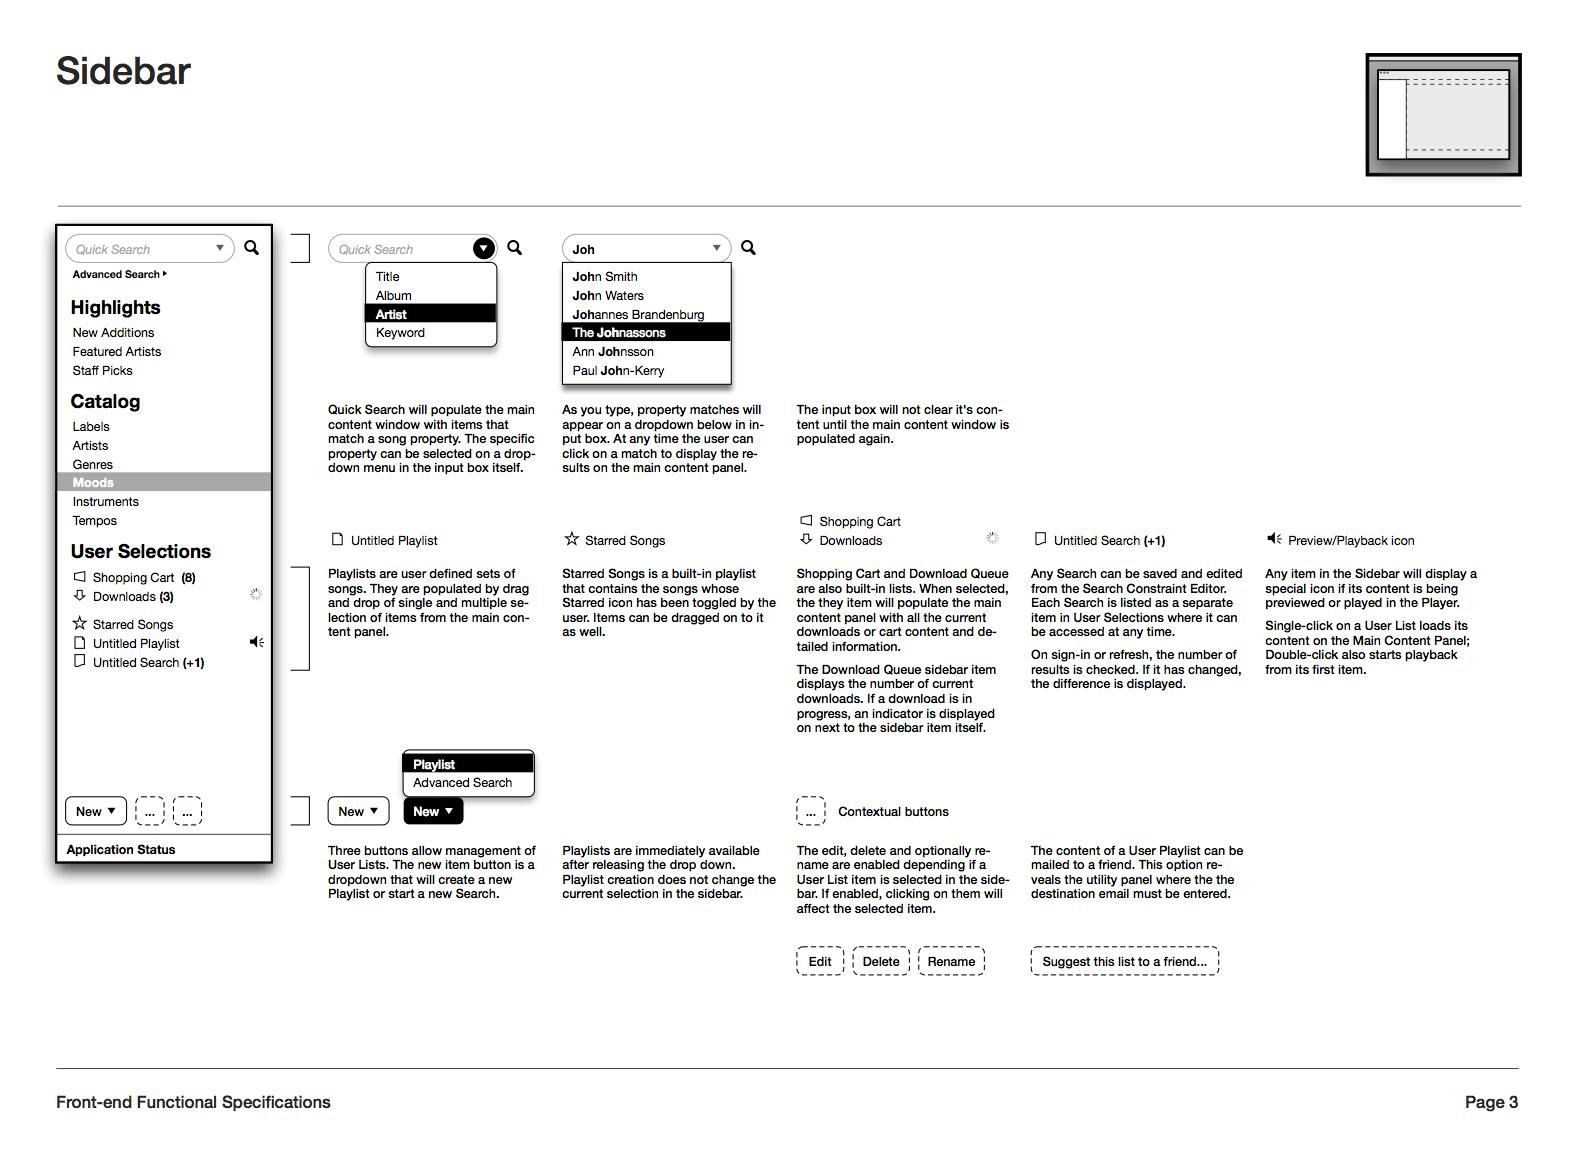 Sidebar
Quick Search
Advanced Search
Highlights
New Additions
Featured Artists
Staff Picks
Catalog
Labels
Artists
Genres
Moods
Instruments
Tempos
User Selections
Shopping Cart (8)
Downloads (3)
Starred Songs
Untitled Playlist
Untitled Search (+1)
New
...
...
Application Status
Quick Search
Title
Album
Artist
Keyword
Quick Search will populate the main
content window with items that
match a song property. The specific
property can be selected on a drop-
down menu in the input box itself.
Joh
John Smith
John Waters
Johannes Brandenburg
The Johnassons
Ann Johnsson
Paul John-Kerry
As you type, property matches will
appear on a dropdown below in in-
put box. At any time the user can
click on a match to display the re-
sults on the main content panel.
The input box will not clear it's con-
tent until the main content window is
populated again.
Untitled Playlist
Playlists are user defined sets of
songs. They are populated by drag
and drop of single and multiple se-
lection of items from the main con-
tent panel.
Starred Songs
Starred Songs is a built-in playlist
that contains the songs whose
Starred icon has been toggled by the
user. Items can be dragged on to it
as well.
Shopping Cart
Downloads
Shopping Cart and Download Queue
are also built-in lists. When selected,
the they item will populate the main
content panel with all the current
downloads or cart content and de-
tailed information.
The Download Queue sidebar item
displays the number of current
downloads. If a download is in
progress, an indicator is displayed
on next to the sidebar item itself.
Untitled Search (+1)
Any Search can be saved and edited
from the Search Constraint Editor.
Each Search is listed as a separate
item in User Selections where it can
be accessed at any time.
On sign-in or refresh, the number of
results is checked. If it has changed,
the difference is displayed.
Preview/Playback icon
Any item in the Sidebar will display a
special icon if its content is being
previewed or played in the Player.
Single-click on a User List loads its
content on the Main Content Panel;
Double-click also starts playback
from its first item.
New
Playlist
Advanced Search
New
Three buttons allow management of
User Lists. The new item button is a
dropdown that will create a new
Playlist or start a new Search.
Playlists are immediately available
after releasing the drop down.
Playlist creation does not change the
current selection in the sidebar.
...
Contextual buttons
The edit, delete and optionally re-
name are enabled depending if a
User List item is selected in the side-
bar. If enabled, clicking on them will
affect the selected item.
Edit
Delete
Rename
The content of a User Playlist can be
mailed to a friend. This option re-
veals the utility panel where the the
destination email must be entered.
Suggest this list to a friend...
Front-end Functional Specifications
Page 3